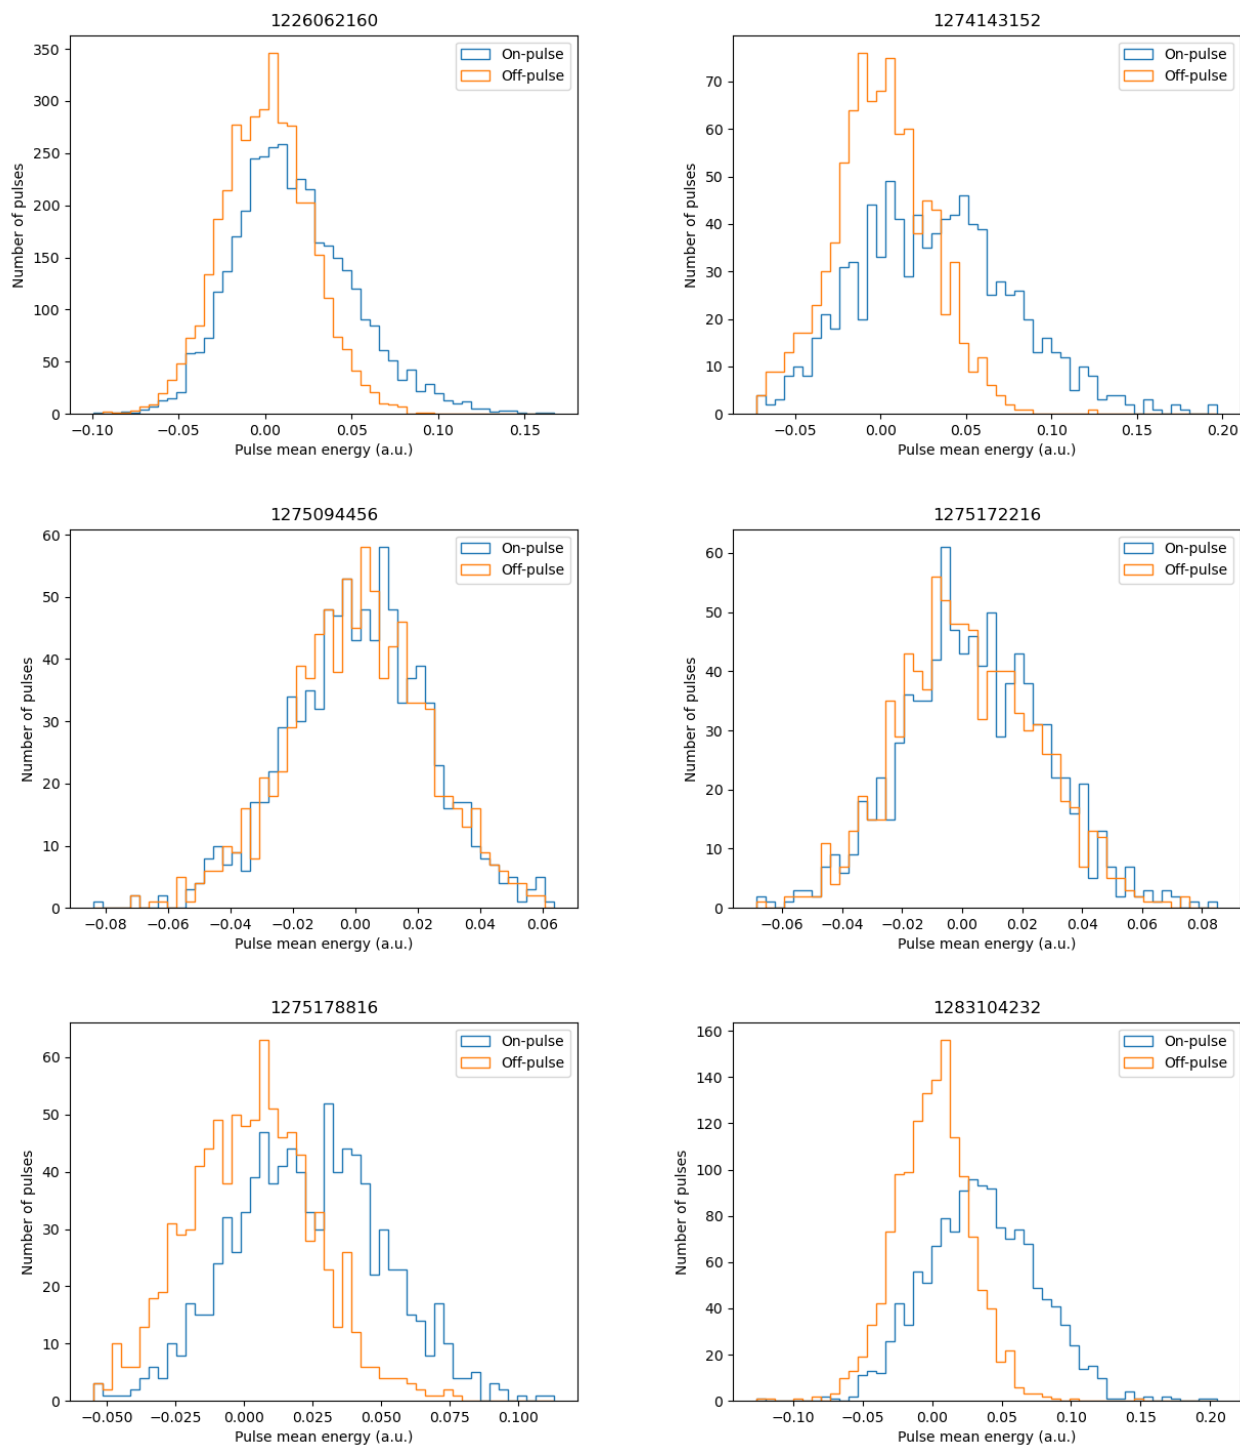 1226062160
350
300
250
200
150
100
50
0
Number of pulses
On-pulse
Off-pulse
−0.10 −0.05 0.00 0.05 0.10 0.15
Pulse mean energy (a.u.)
1274143152
70
60
50
40
30
20
10
0
Number of pulses
On-pulse
Off-pulse
−0.05 0.00 0.05 0.10 0.15 0.20
Pulse mean energy (a.u.)
1275094456
60
50
40
30
20
10
0
Number of pulses
On-pulse
Off-pulse
−0.08 −0.06 −0.04 −0.02 0.00 0.02 0.04 0.06
Pulse mean energy (a.u.)
1275172216
60
50
40
30
20
10
0
Number of pulses
On-pulse
Off-pulse
−0.06 −0.04 −0.02 0.00 0.02 0.04 0.06 0.08
Pulse mean energy (a.u.)
1275178816
60
50
40
30
20
10
0
Number of pulses
On-pulse
Off-pulse
−0.050 −0.025 0.000 0.025 0.050 0.075 0.100
Pulse mean energy (a.u.)
1283104232
160
140
120
100
80
60
40
20
0
Number of pulses
On-pulse
Off-pulse
−0.10 −0.05 0.00 0.05 0.10 0.15 0.20
Pulse mean energy (a.u.)